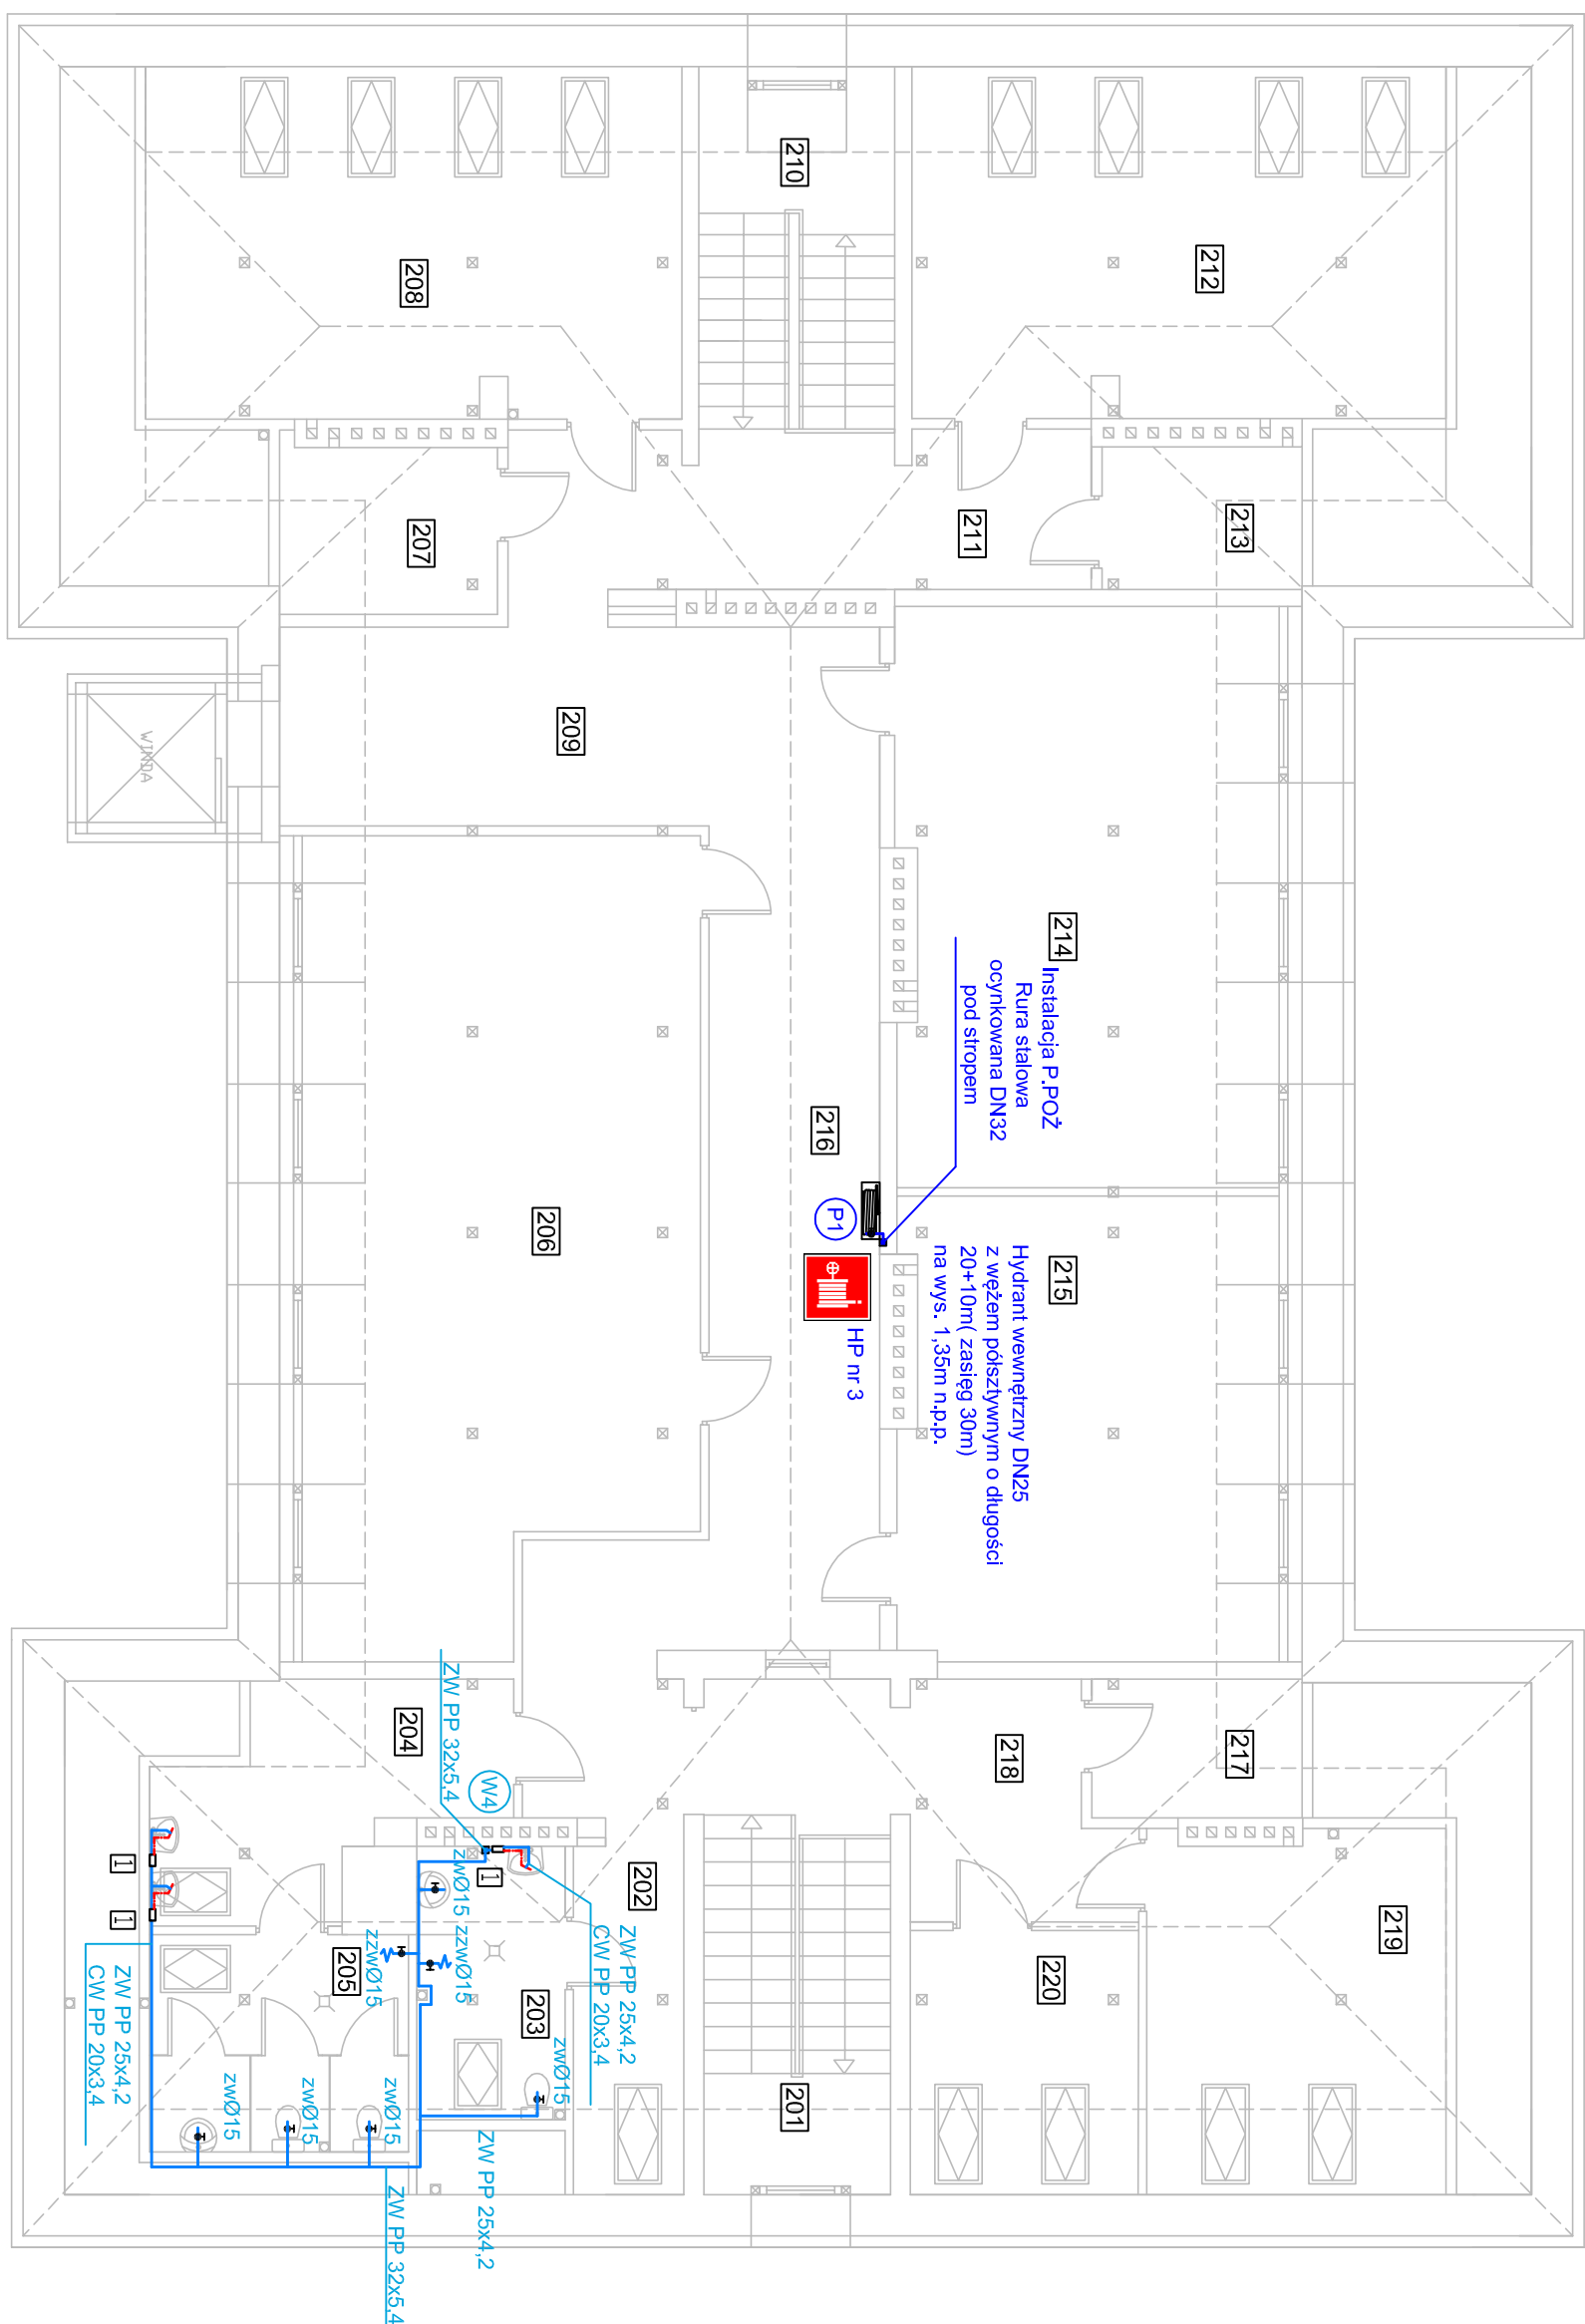 210
212
208
211
213
207
209
WINDA
214
Instalacja P.POŻ
Rura stalowa
ocynkowana DN32
pod stropem
216
P1
206
215
Hydrant wewnętrzny DN25
z wężem półsztywnym o długości
20+10m( zasięg 30m)
na wys. 1,35m n.p.p.
HP nr 3
217
218
204
ZW PP 32x5,4
W4
202
219
220
1
1
1
zwØ15
zzwØ15
zzwØ15
205
203
ZW PP 25x4,2
CW PP 20x3,4
zwØ15
201
ZW PP 25x4,2
CW PP 20x3,4
zwØ15
zwØ15
zwØ15
ZW PP 25x4,2
ZW PP 32x5,4